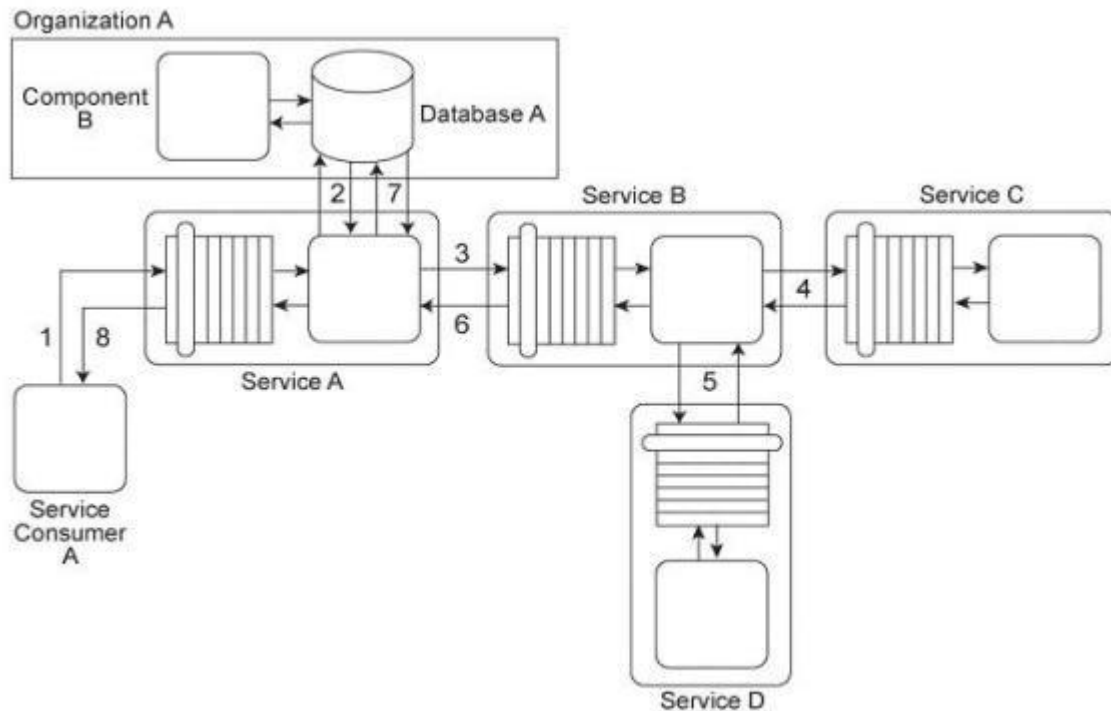 Organization A
Component
B
Database A
2
7
Service B
Service C
3
4
6
1
8
5
Service A
Service
Consumer
A
Service D